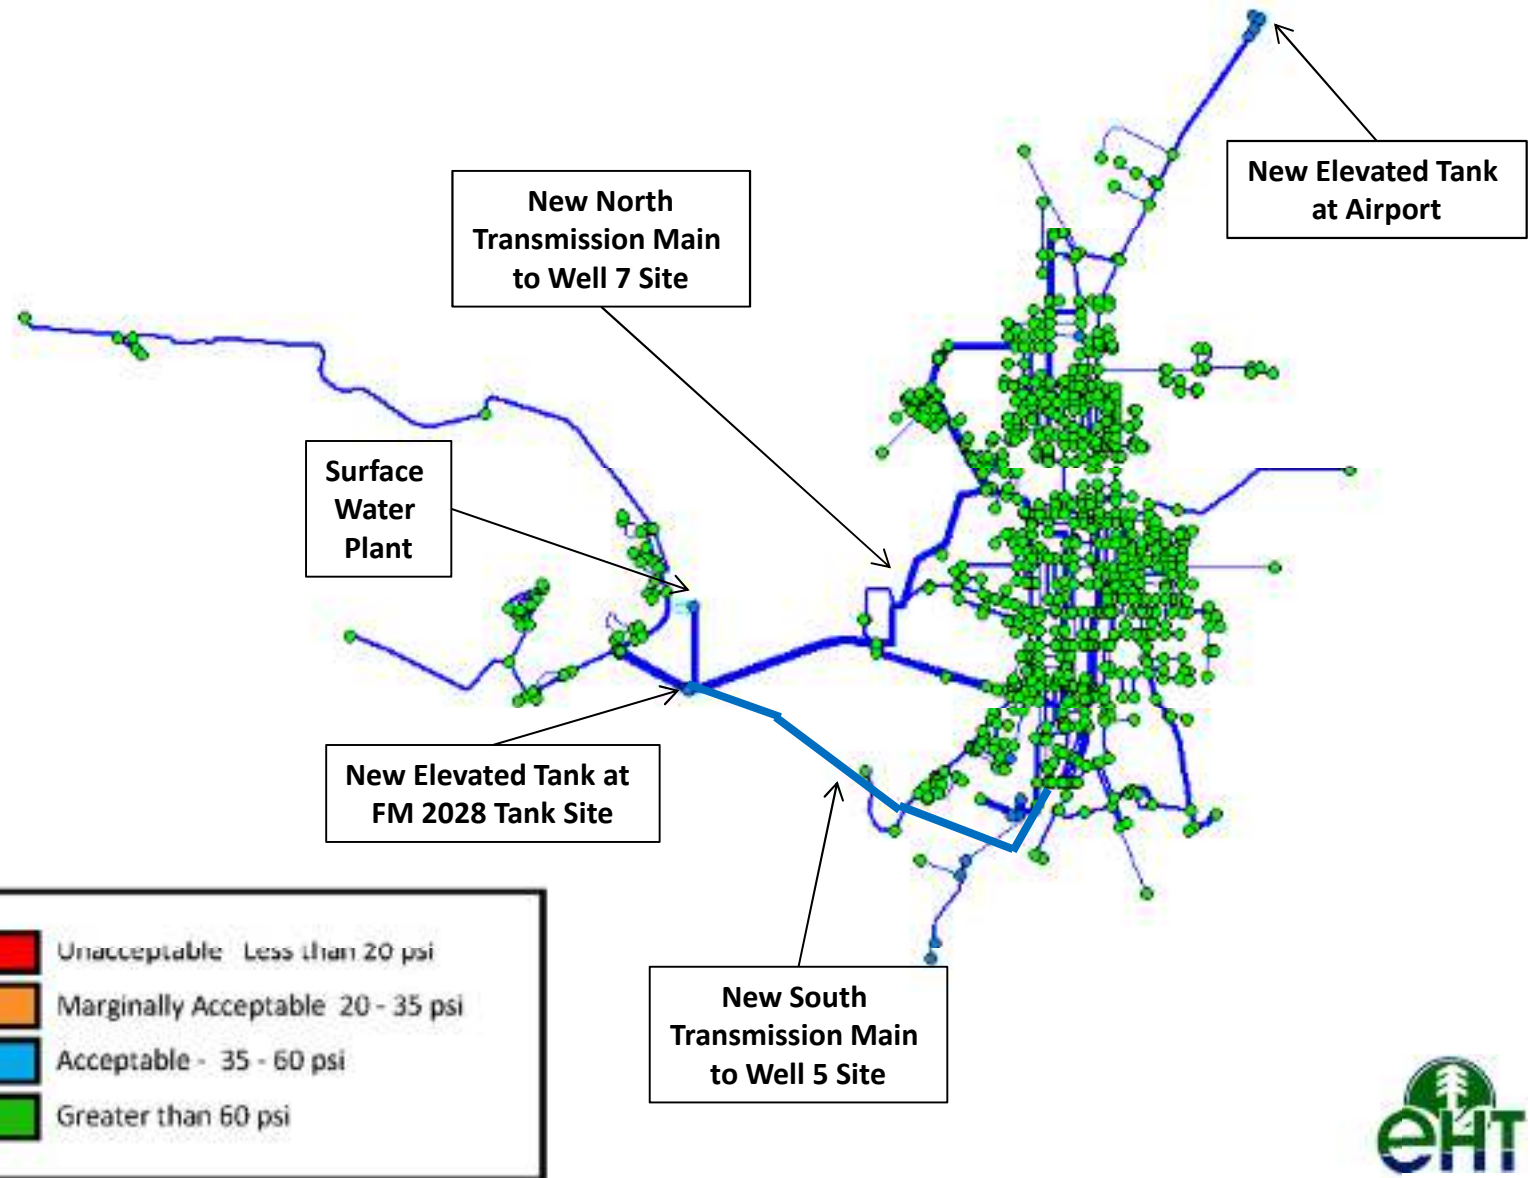 New Elevated Tank
at Airport
New North
Transmission Main
to Well 7 Site
Surface
Water
Plant
New Elevated Tank at
FM 2028 Tank Site
New South
Transmission Main
to Well 5 Site
Unacceptable Less than 20 psi
Marginally Acceptable 20 - 35 psi
Acceptable - 35 - 60 psi
Greater than 60 psi
eHT